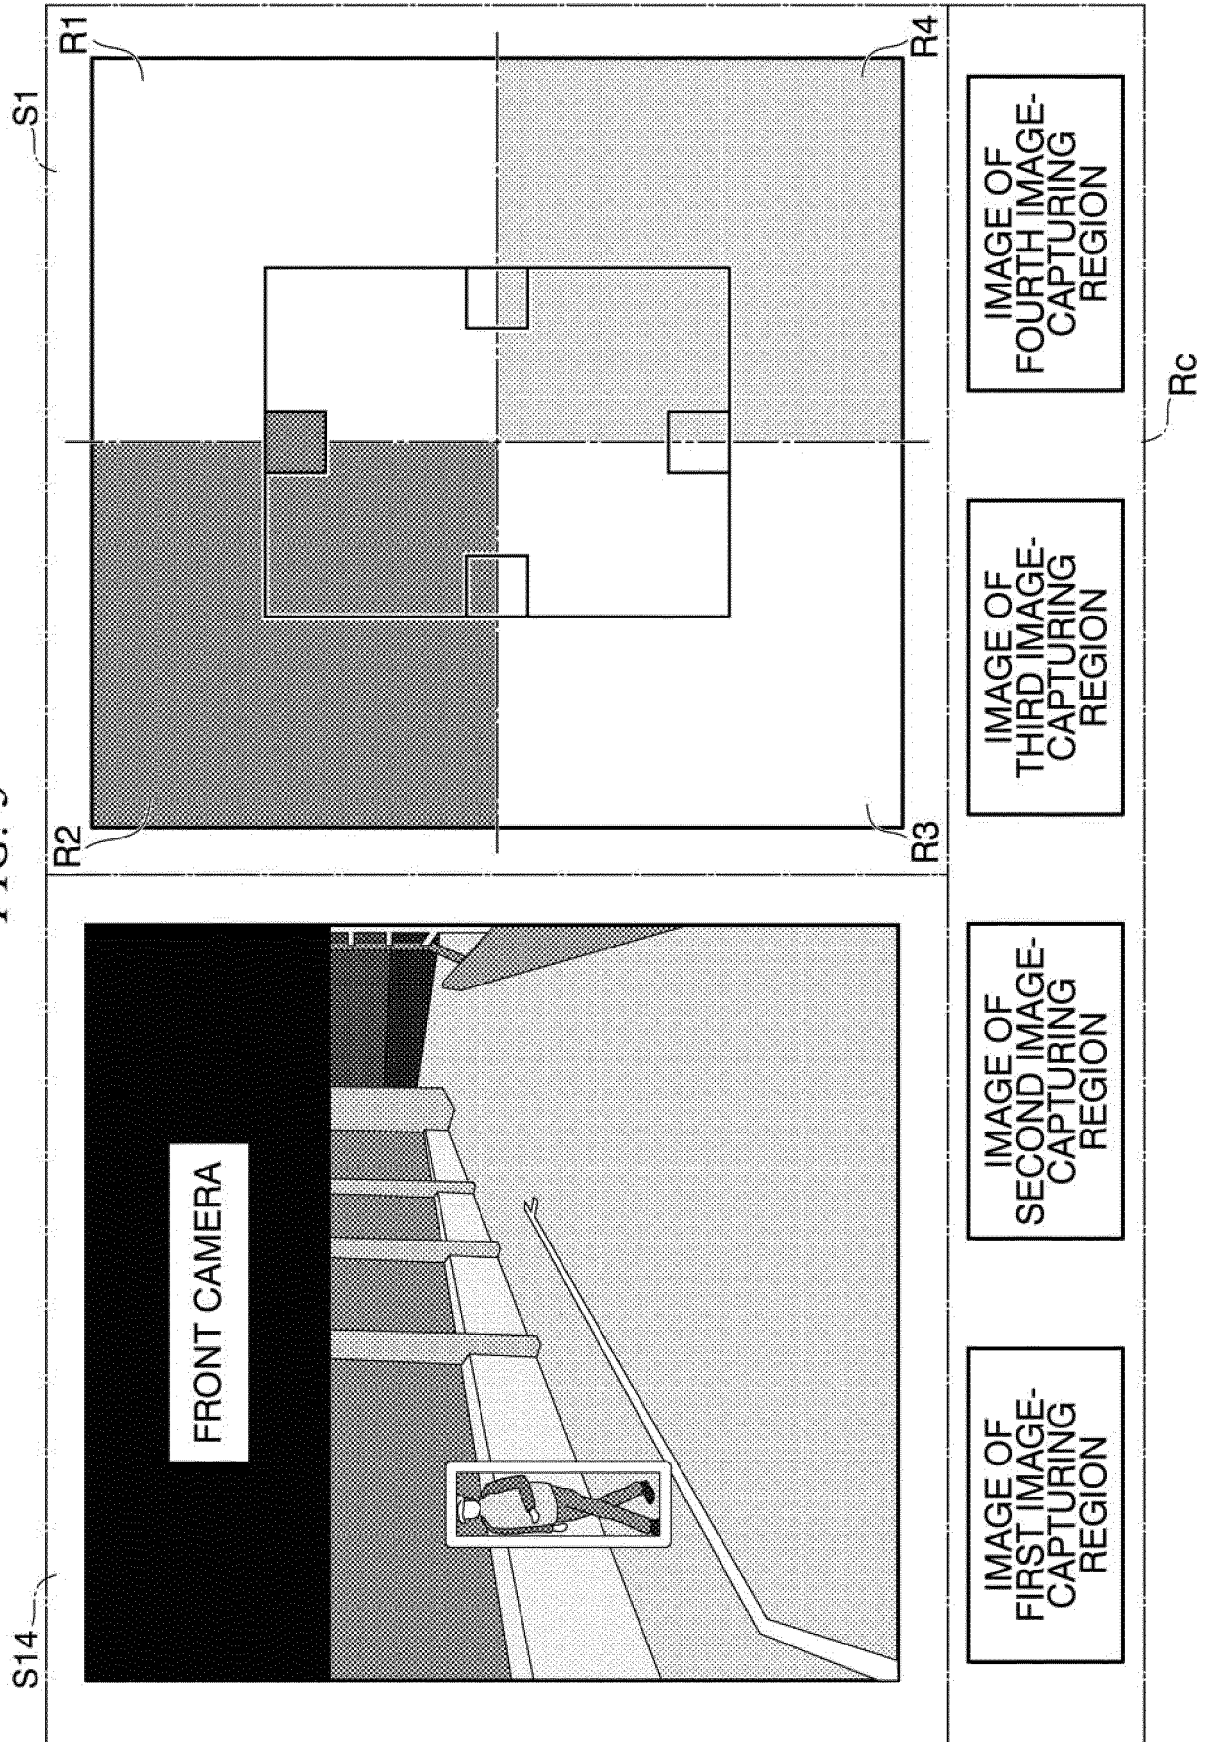 S14
S1
FRONT CAMERA
R2
R1
R3
R4
IMAGE OF
FIRST IMAGE-
CAPTURING
REGION
IMAGE OF
SECOND IMAGE-
CAPTURING
REGION
IMAGE OF
THIRD IMAGE-
CAPTURING
REGION
IMAGE OF
FOURTH IMAGE-
CAPTURING
REGION
Rc